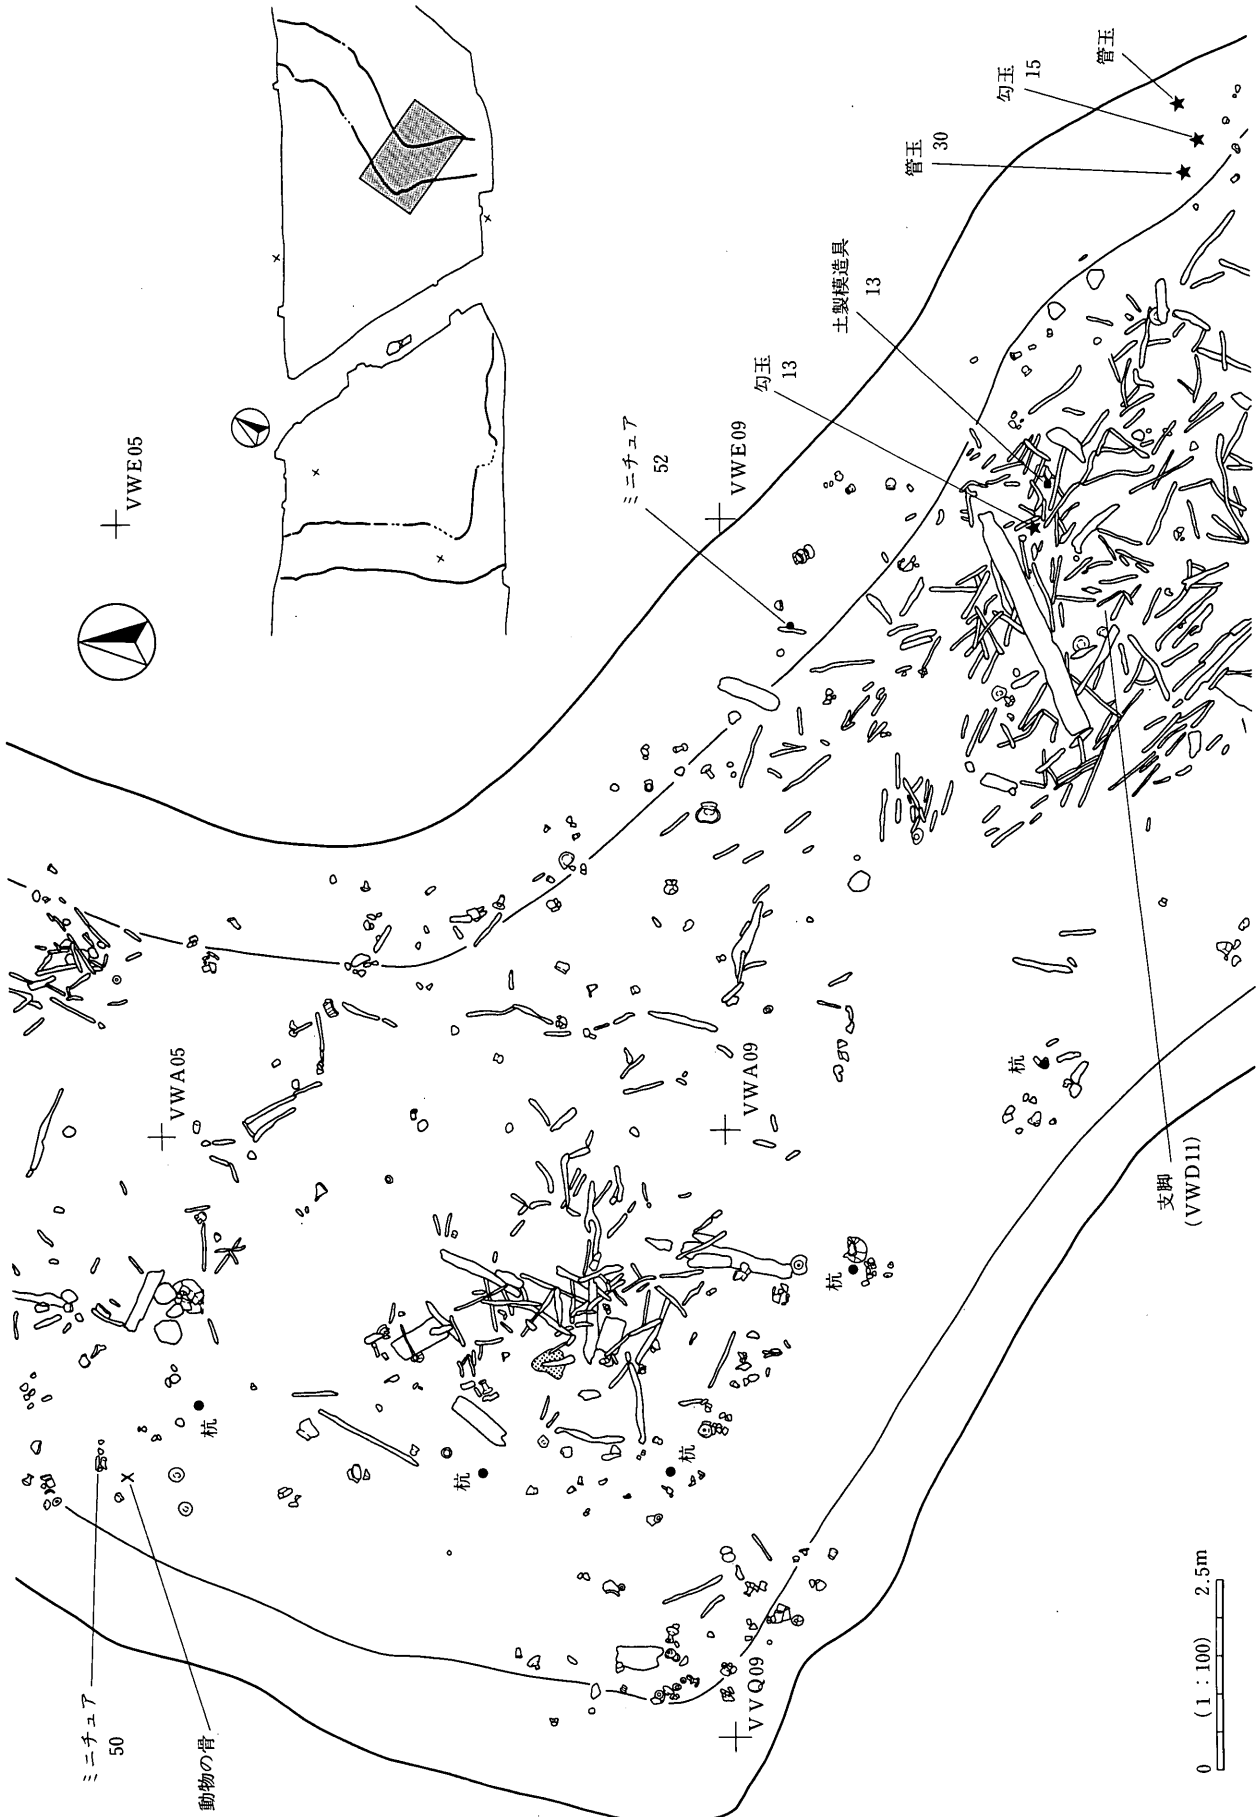 管玉
勾玉
15
管玉
30
土製模造具
13
勾玉
13
ミニチュア
52
VWE05
VWE09
VWA05
VWA09
杭
支脚
(VWD11)
杭
杭
杭
杭
VVQ09
ミニチュア
50
動物の骨
0 (1:100) 2.5m